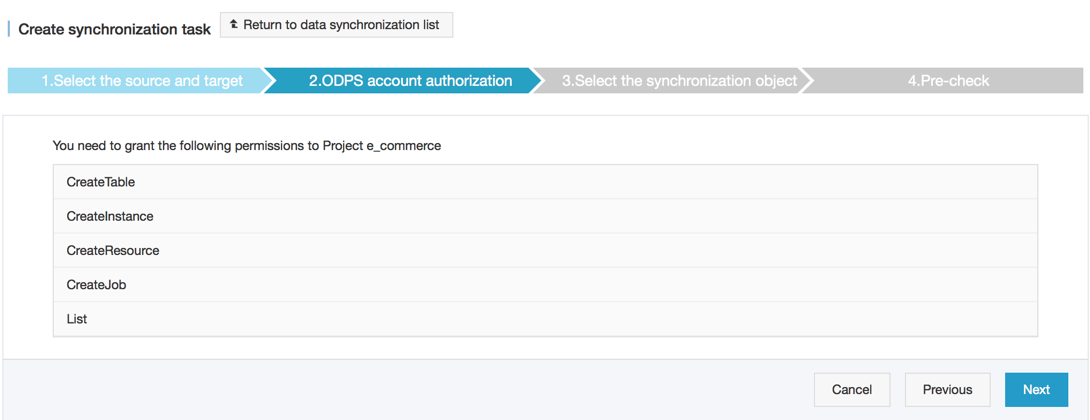 Create synchronization task
Return to data synchronization list
1.Select the source and target
2.ODPS account authorization
3.Select the synchronization object
4.Pre-check
You need to grant the following permissions to Project e_commerce
CreateTable
CreateInstance
CreateResource
CreateJob
List
Cancel
Previous
Next